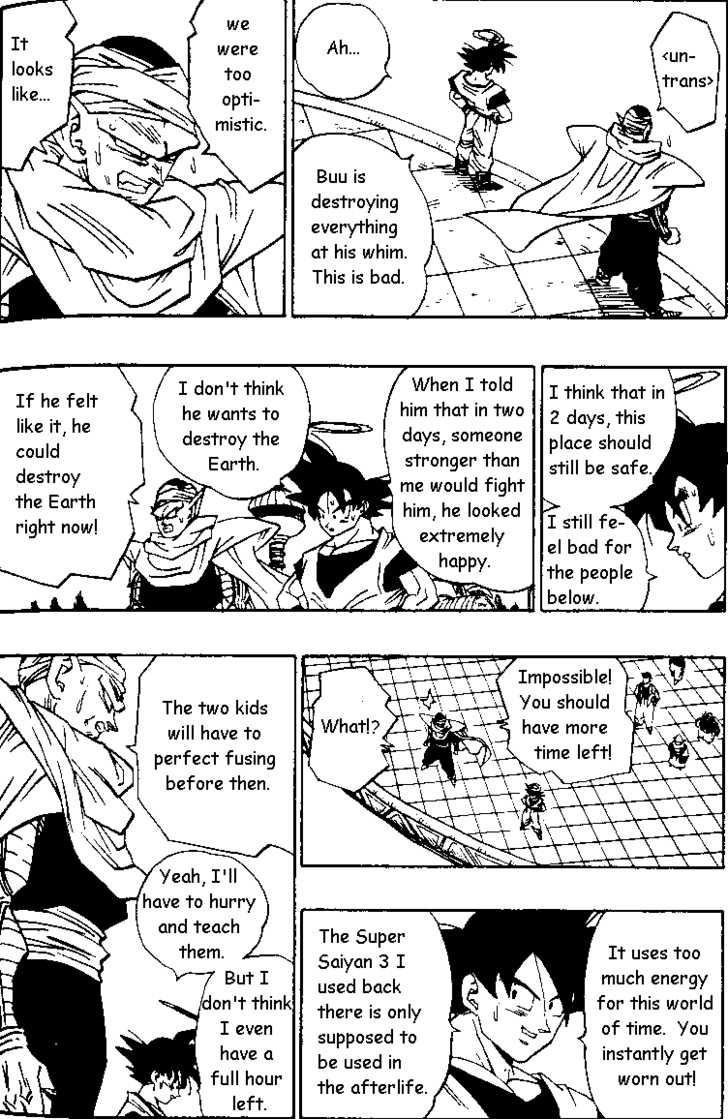 It
looks
like...
we
were
too
opti-
mistic.
Ah...
Buu is
destroying
everything
at his whim.
This is bad.
<un-
trans>
If he felt
like it, he
could
destroy
the Earth
right now!
I don't think
he wants to
destroy the
Earth.
When I told
him that in two
days, someone
stronger than
me would fight
him, he looked
extremely
happy.
I think that in
2 days, this
place should
still be safe.
I still fe-
el bad for
the people
below.
The two kids
will have to
perfect fusing
before then.
Yeah, I'll
have to hurry
and teach
them.
But I
don't think
I even
have a
full hour
left.
What!?
Impossible!
You should
have more
time left!
The Super
Saiyan 3 I
used back
there is only
supposed to
be used in
the afterlife.
It uses too
much energy
for this world
of time. You
instantly get
worn out!